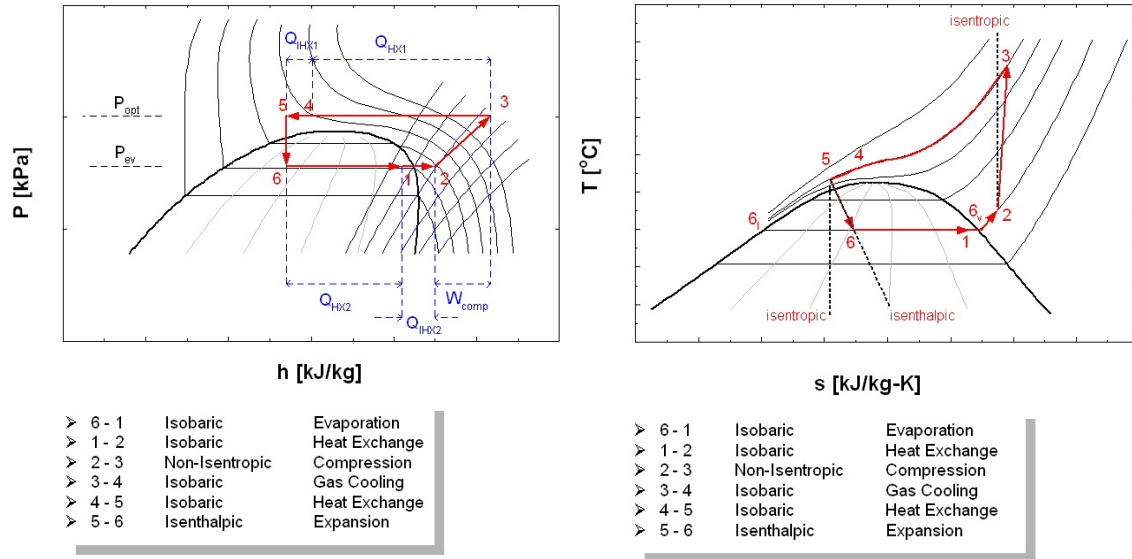 Q_IHX1
Q_HX1
P_opt
5
4
3
P_ev
6
1
2
Q_HX2
W_comp
Q_IHX2
P [kPa]
h [kJ/kg]
➢ 6 - 1 Isobaric Evaporation
➢ 1 - 2 Isobaric Heat Exchange
➢ 2 - 3 Non-Isentropic Compression
➢ 3 - 4 Isobaric Gas Cooling
➢ 4 - 5 Isobaric Heat Exchange
➢ 5 - 6 Isenthalpic Expansion
isentropic
3
5
4
6_l
6
1
6_v
2
isentropic
isenthalpic
T [°C]
s [kJ/kg-K]
➢ 6 - 1 Isobaric Evaporation
➢ 1 - 2 Isobaric Heat Exchange
➢ 2 - 3 Non-Isentropic Compression
➢ 3 - 4 Isobaric Gas Cooling
➢ 4 - 5 Isobaric Heat Exchange
➢ 5 - 6 Isenthalpic Expansion